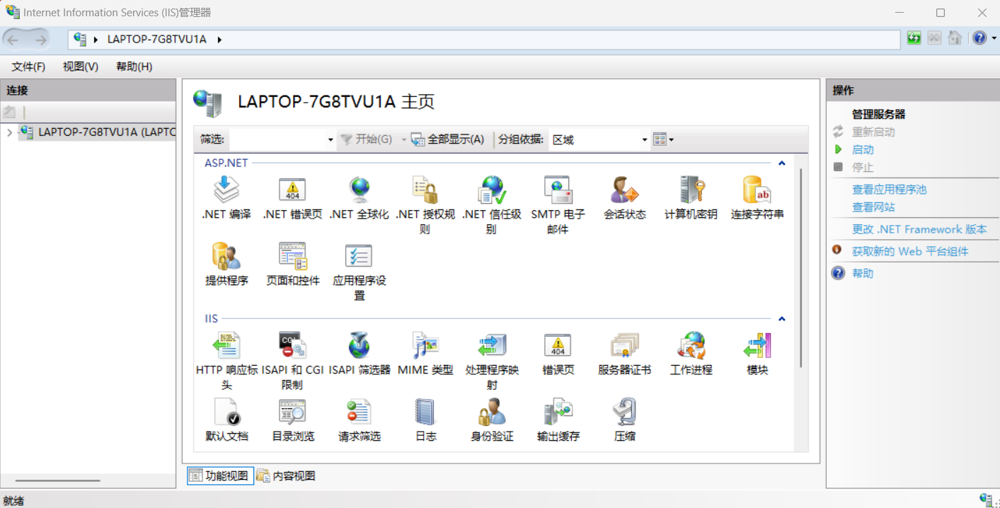 Internet Information Services (IIS)管理器
LAPTOP-7G8TVU1A
文件(F) 视图(V) 帮助(H)
连接
LAPTOP-7G8TVU1A (LAPTO
LAPTOP-7G8TVU1A 主页
筛选: 开始(G) 全部显示(A) 分组依据: 区域
ASP.NET
.NET 编译
.NET 错误页
.NET 全球化
.NET 授权规
则
.NET 信任级
别
SMTP 电子
邮件
会话状态
计算机密钥
连接字符串
提供程序
页面和控件
应用程序设
置
IIS
HTTP 响应标
头
ISAPI 和 CGI
限制
ISAPI 筛选器
MIME 类型
处理程序映
射
错误页
服务器证书
工作进程
模块
默认文档
目录浏览
请求筛选
日志
身份验证
输出缓存
压缩
功能视图 内容视图
操作
管理服务器
重新启动
启动
停止
查看应用程序池
查看网站
更改 .NET Framework 版本
获取新的 Web 平台组件
帮助
就绪